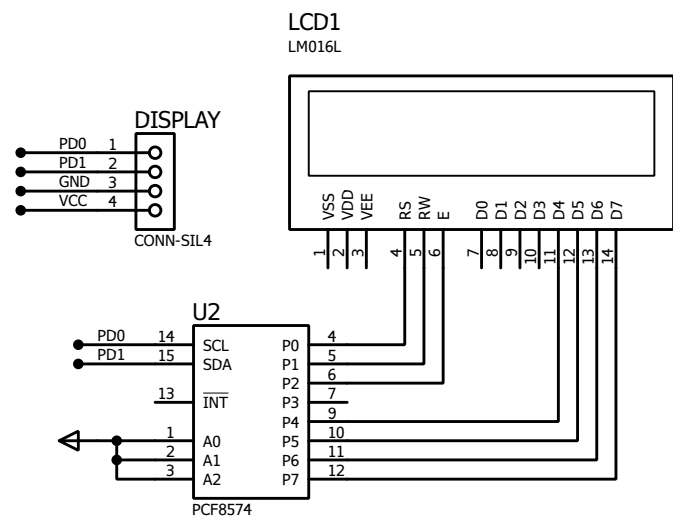 LCD1
LM016L
DISPLAY
PD0 1
PD1 2
GND 3
VCC 4
CONN-SIL4
VSS VDD VEE RS RW E D0 D1 D2 D3 D4 D5 D6 D7
1 2 3 4 5 6 7 8 9 10 11 12 13 14
U2
PD0 14 SCL P0 4
PD1 15 SDA P1 5
P2 6
13 INT P3 7
P4 9
1 A0 P5 10
2 A1 P6 11
3 A2 P7 12
PCF8574